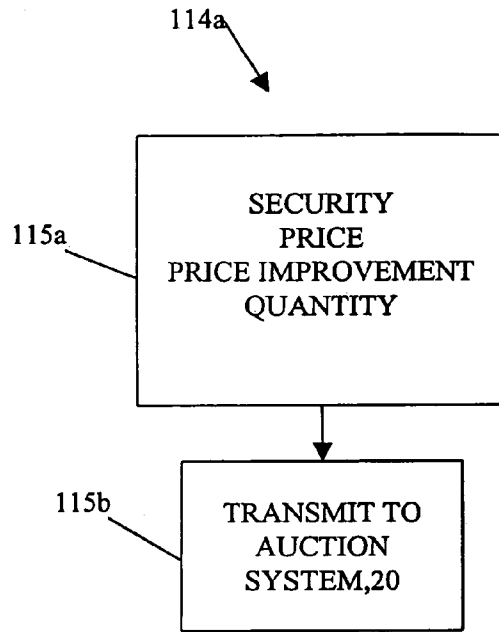 114a
115a
SECURITY
PRICE
PRICE IMPROVEMENT
QUANTITY
115b
TRANSMIT TO
AUCTION
SYSTEM,20